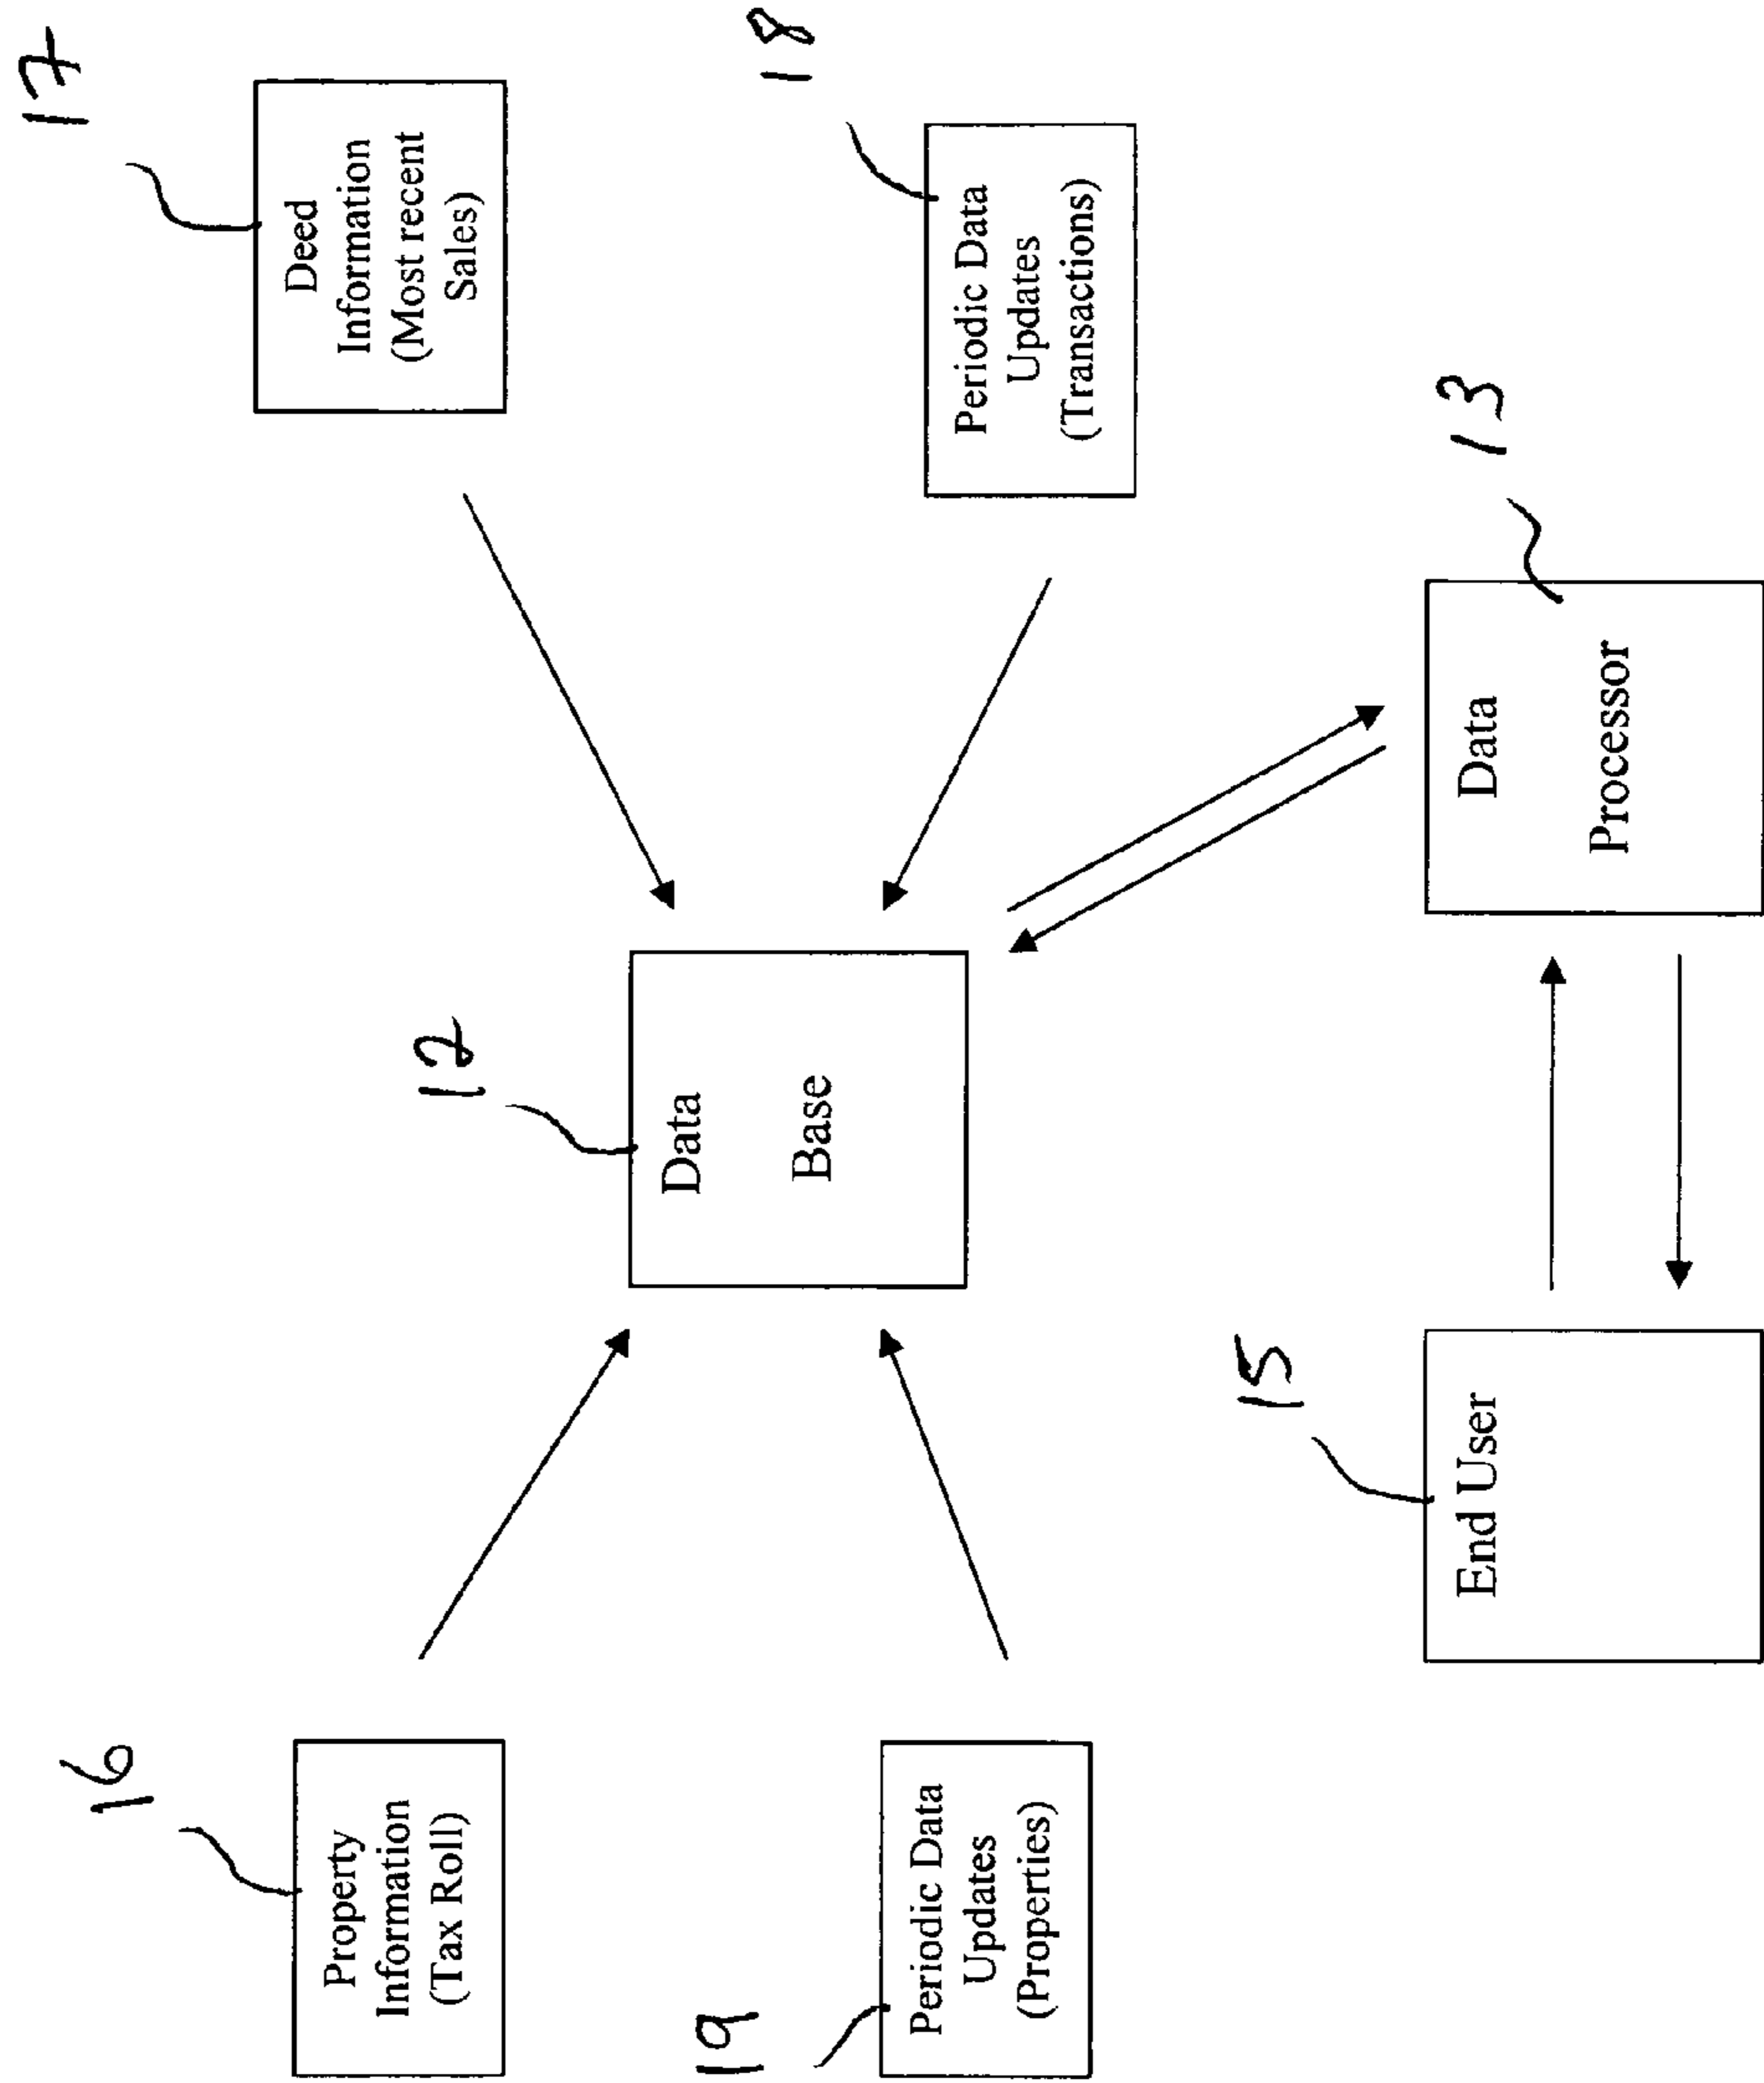 16
Property
Information
(Tax Roll)
12
Data
Base
17
Deed
Information
(Most recent
Sales)
19
Periodic Data
Updates
(Properties)
18
Periodic Data
Updates
(Transactions)
15
End User
13
Data
Processor